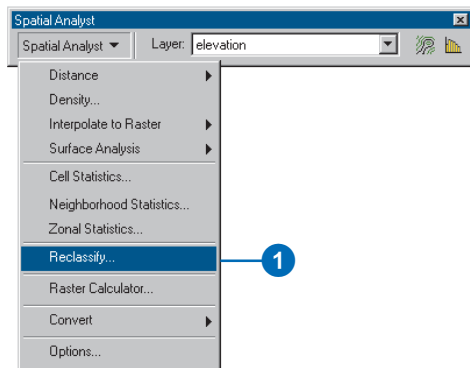 Spatial Analyst
Spatial Analyst Layer: elevation
Distance
Density...
Interpolate to Raster
Surface Analysis
Cell Statistics...
Neighborhood Statistics...
Zonal Statistics...
Reclassify...
1
Raster Calculator...
Convert
Options...